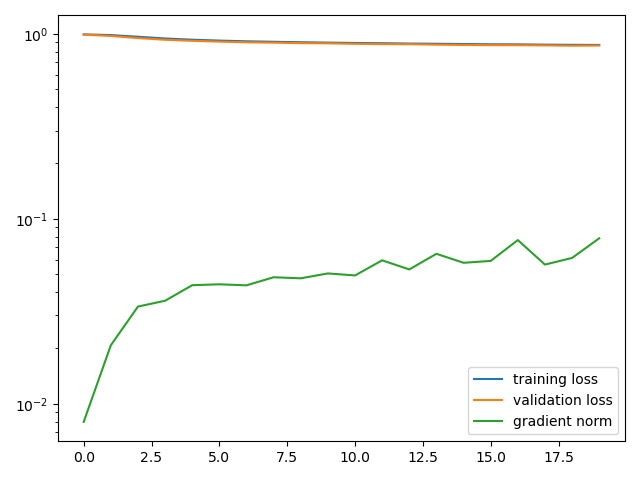 10⁰
10⁻¹
10⁻²
training loss
validation loss
gradient norm
0.0 2.5 5.0 7.5 10.0 12.5 15.0 17.5